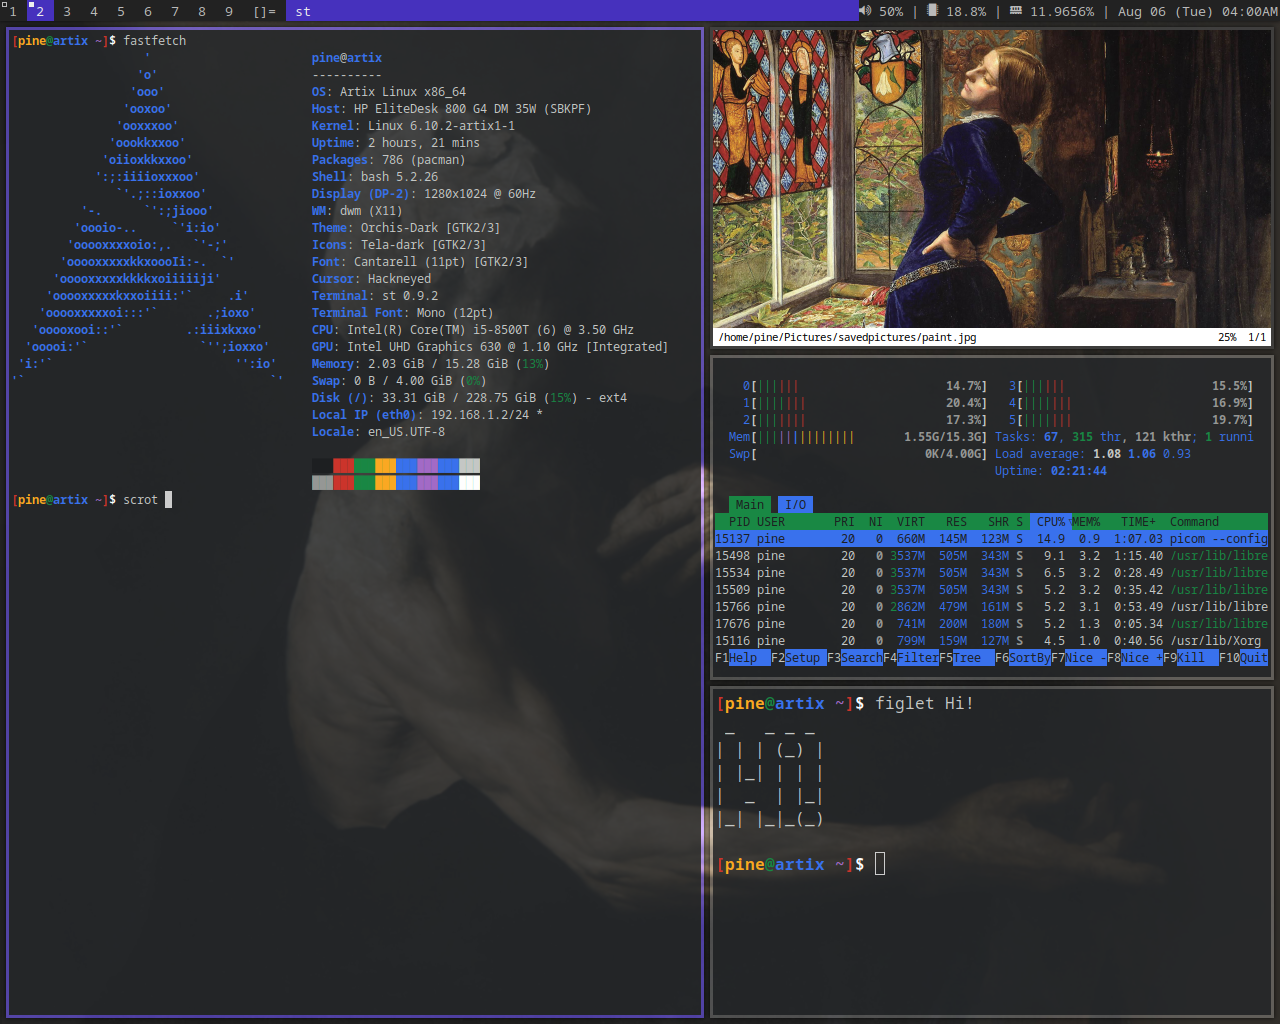 1 2 3 4 5 6 7 8 9 []= st 50% | 18.8% | 11.9656% | Aug 06 (Tue) 04:00AM
[pine@artix ~]$ fastfetch
'
'o'
'ooo'
'ooxoo'
'ooxxxoo'
'oookkxxoo'
'oiioxkkxxoo'
':;:iiiioxxxoo'
`'.;::ioxxoo'
'-. `':;jiooo'
'oooio-.. `'i:io'
'ooooxxxxoio:,. `'-;'
'ooooxxxxxkkxoooIi:-. `'
'ooooxxxxxkkkkxoiiiiiji'
'ooooxxxxxkxxoiiii:'` .i'
'ooooxxxxxoi:::'` .;ioxo'
'ooooxooi::'` .:iiixkxxo'
'ooooi:'` `'';ioxxo'
'i:'` '':io'
'` `'
pine@artix
----------
OS: Artix Linux x86_64
Host: HP EliteDesk 800 G4 DM 35W (SBKPF)
Kernel: Linux 6.10.2-artix1-1
Uptime: 2 hours, 21 mins
Packages: 786 (pacman)
Shell: bash 5.2.26
Display (DP-2): 1280x1024 @ 60Hz
WM: dwm (X11)
Theme: Orchis-Dark [GTK2/3]
Icons: Tela-dark [GTK2/3]
Font: Cantarell (11pt) [GTK2/3]
Cursor: Hackneyed
Terminal: st 0.9.2
Terminal Font: Mono (12pt)
CPU: Intel(R) Core(TM) i5-8500T (6) @ 3.50 GHz
GPU: Intel UHD Graphics 630 @ 1.10 GHz [Integrated]
Memory: 2.03 GiB / 15.28 GiB (13%)
Swap: 0 B / 4.00 GiB (0%)
Disk (/): 33.31 GiB / 228.75 GiB (15%) - ext4
Local IP (eth0): 192.168.1.2/24 *
Locale: en_US.UTF-8
[pine@artix ~]$ scrot
/home/pine/Pictures/savedpictures/paint.jpg 25% 1/1
0[|||||| 14.7%] 3[|||||| 15.5%]
1[||||||| 20.4%] 4[||||||| 16.9%]
2[||||||| 17.3%] 5[||||||| 19.7%]
Mem[|||||||||||||| 1.55G/15.3G] Tasks: 67, 315 thr, 121 kthr; 1 runni
Swp[ 0K/4.00G] Load average: 1.08 1.06 0.93
Uptime: 02:21:44
Main I/O
PID USER PRI NI VIRT RES SHR S CPU%▽MEM% TIME+ Command
15137 pine 20 0 660M 145M 123M S 14.9 0.9 1:07.03 picom --config
15498 pine 20 0 3537M 505M 343M S 9.1 3.2 1:15.40 /usr/lib/libre
15534 pine 20 0 3537M 505M 343M S 6.5 3.2 0:28.49 /usr/lib/libre
15509 pine 20 0 3537M 505M 343M S 5.2 3.2 0:35.42 /usr/lib/libre
15766 pine 20 0 2862M 479M 161M S 5.2 3.1 0:53.49 /usr/lib/libre
17676 pine 20 0 741M 200M 180M S 5.2 1.3 0:05.34 /usr/lib/libre
15116 pine 20 0 799M 159M 127M S 4.5 1.0 0:40.56 /usr/lib/Xorg
F1Help F2Setup F3SearchF4FilterF5Tree F6SortByF7Nice -F8Nice +F9Kill F10Quit
[pine@artix ~]$ figlet Hi!
 _   _ _ _
| | | (_) |
| |_| | | |
|  _  | |_|
|_| |_|_(_)
[pine@artix ~]$